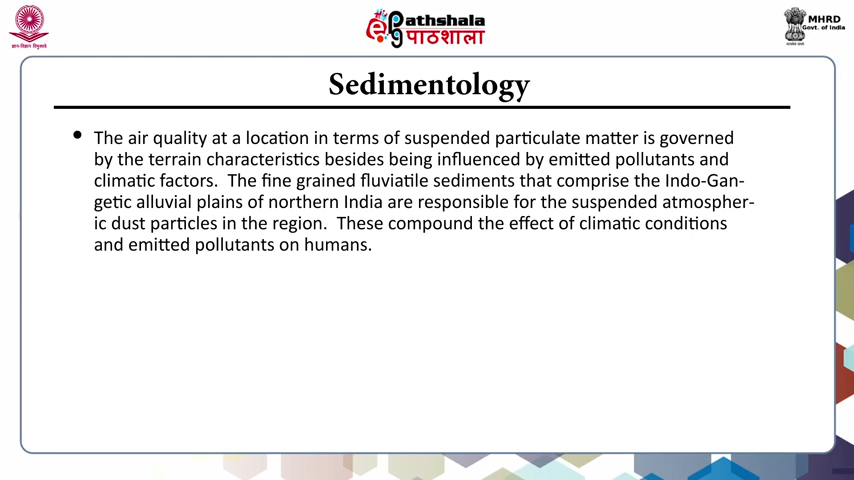 ज्ञान-विज्ञान विमुक्तये
ePathshala
पाठशाला
MHRD
Govt. of India
Sedimentology
• The air quality at a location in terms of suspended particulate matter is governed
by the terrain characteristics besides being influenced by emitted pollutants and
climatic factors. The fine grained fluviatile sediments that comprise the Indo-Gan-
getic alluvial plains of northern India are responsible for the suspended atmospher-
ic dust particles in the region. These compound the effect of climatic conditions
and emitted pollutants on humans.